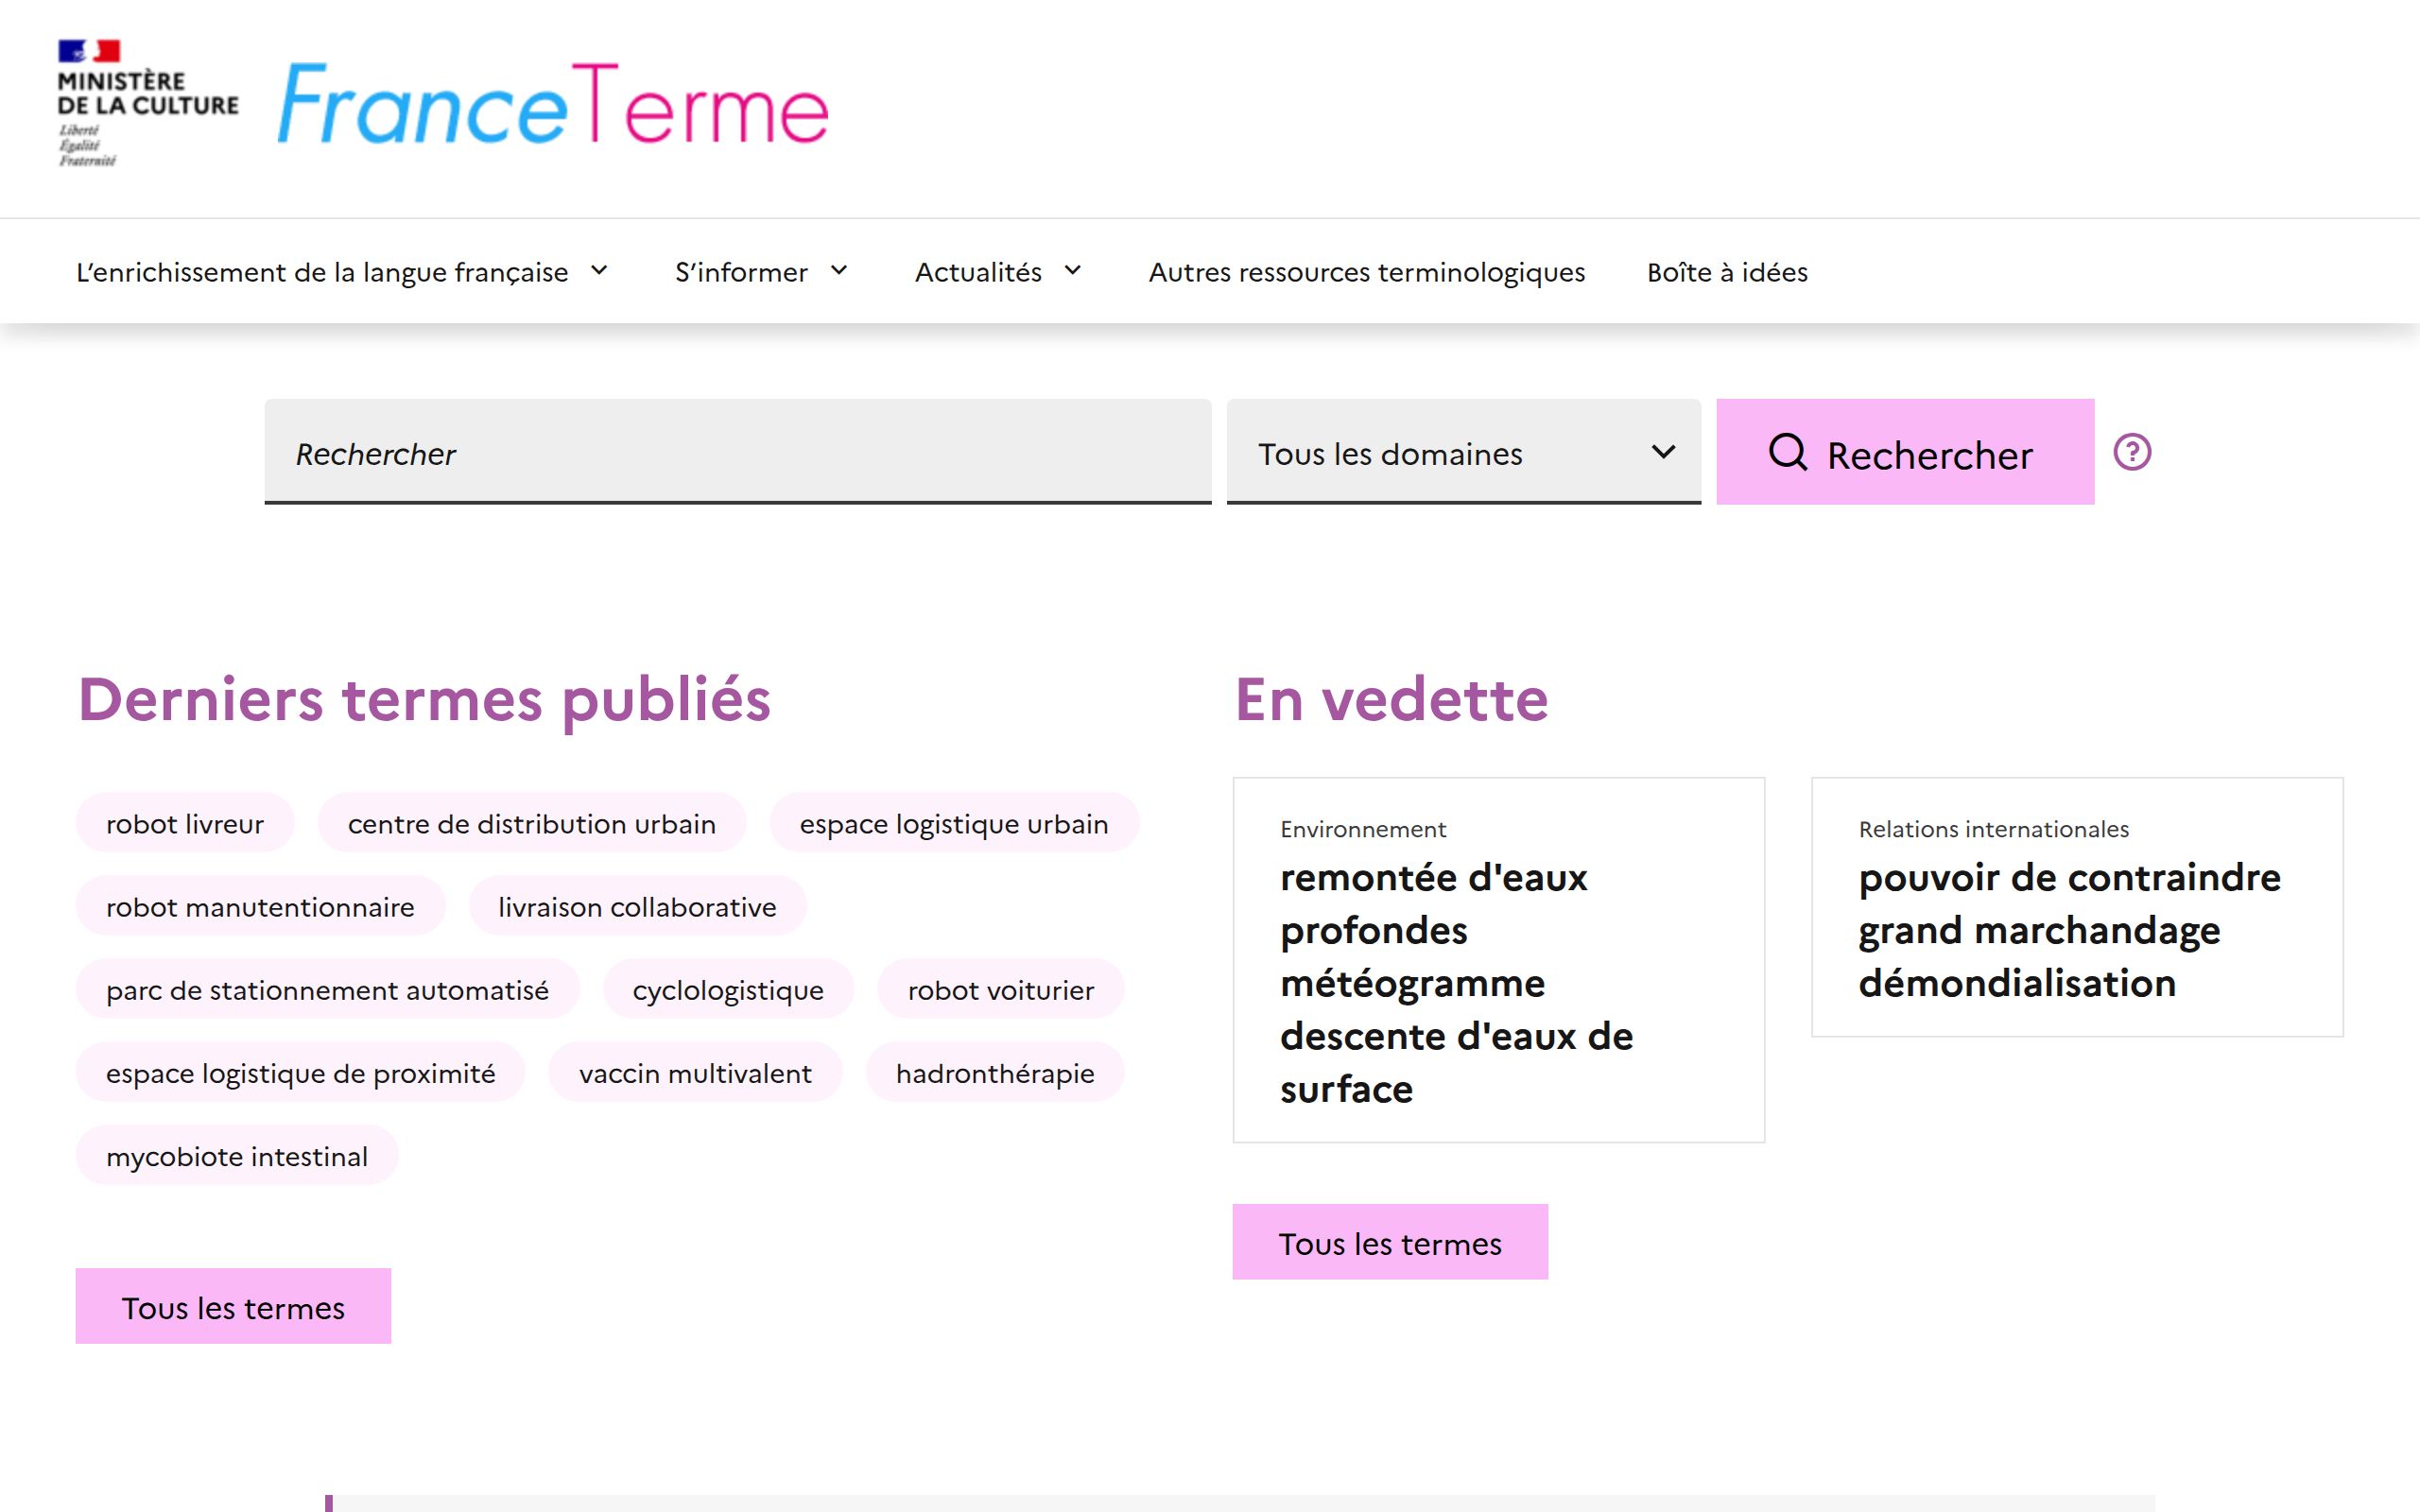 MINISTÈRE
DE LA CULTURE
Liberté
Égalité
Fraternité
FranceTerme
L’enrichissement de la langue française S’informer Actualités Autres ressources terminologiques Boîte à idées
Rechercher Tous les domaines Rechercher ?
Derniers termes publiés
robot livreur centre de distribution urbain espace logistique urbain
robot manutentionnaire livraison collaborative
parc de stationnement automatisé cyclologistique robot voiturier
espace logistique de proximité vaccin multivalent hadronthérapie
mycobiote intestinal
Tous les termes
En vedette
Environnement
remontée d'eaux
profondes
météogramme
descente d'eaux de
surface
Relations internationales
pouvoir de contraindre
grand marchandage
démondialisation
Tous les termes